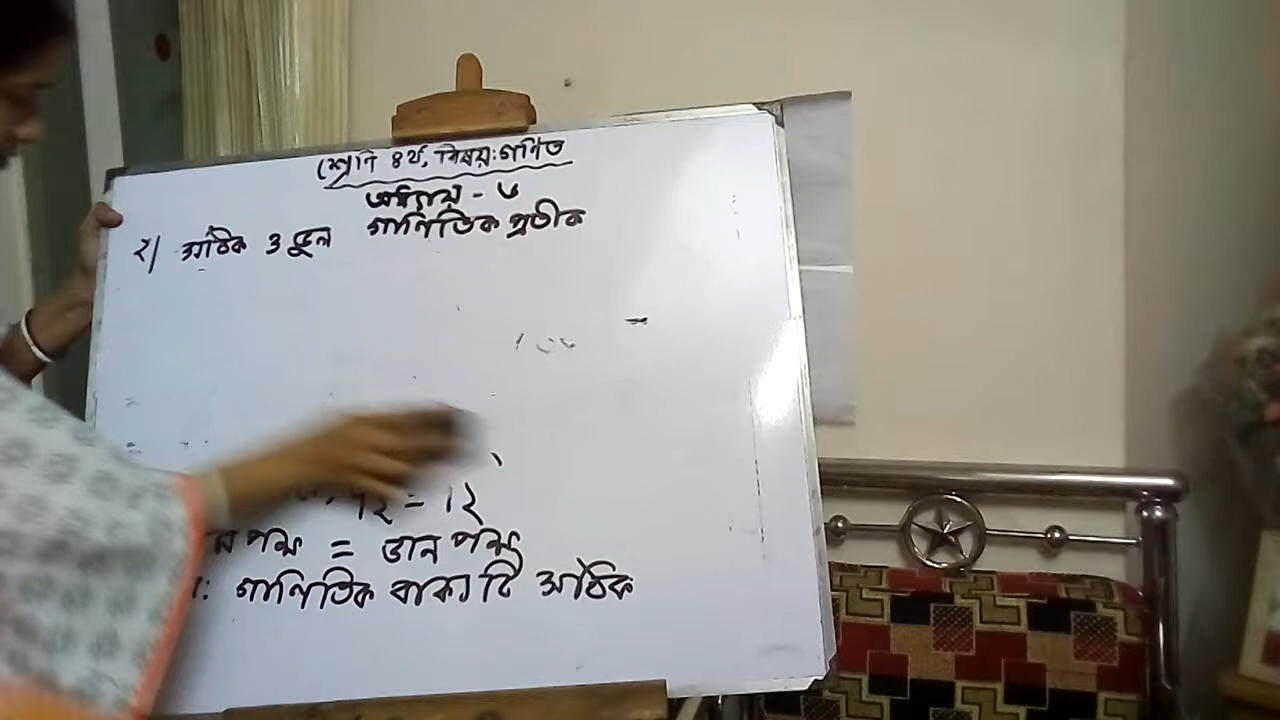 শ্রেণি ৪র্থ, বিষয়:গণিত
অধ্যায় - ৬
গাণিতিক প্রতীক
২| সঠিক ও ভুল
১২ = ১২
পক্ষ = ডান পক্ষ
গাণিতিক বাক্যটি সঠিক